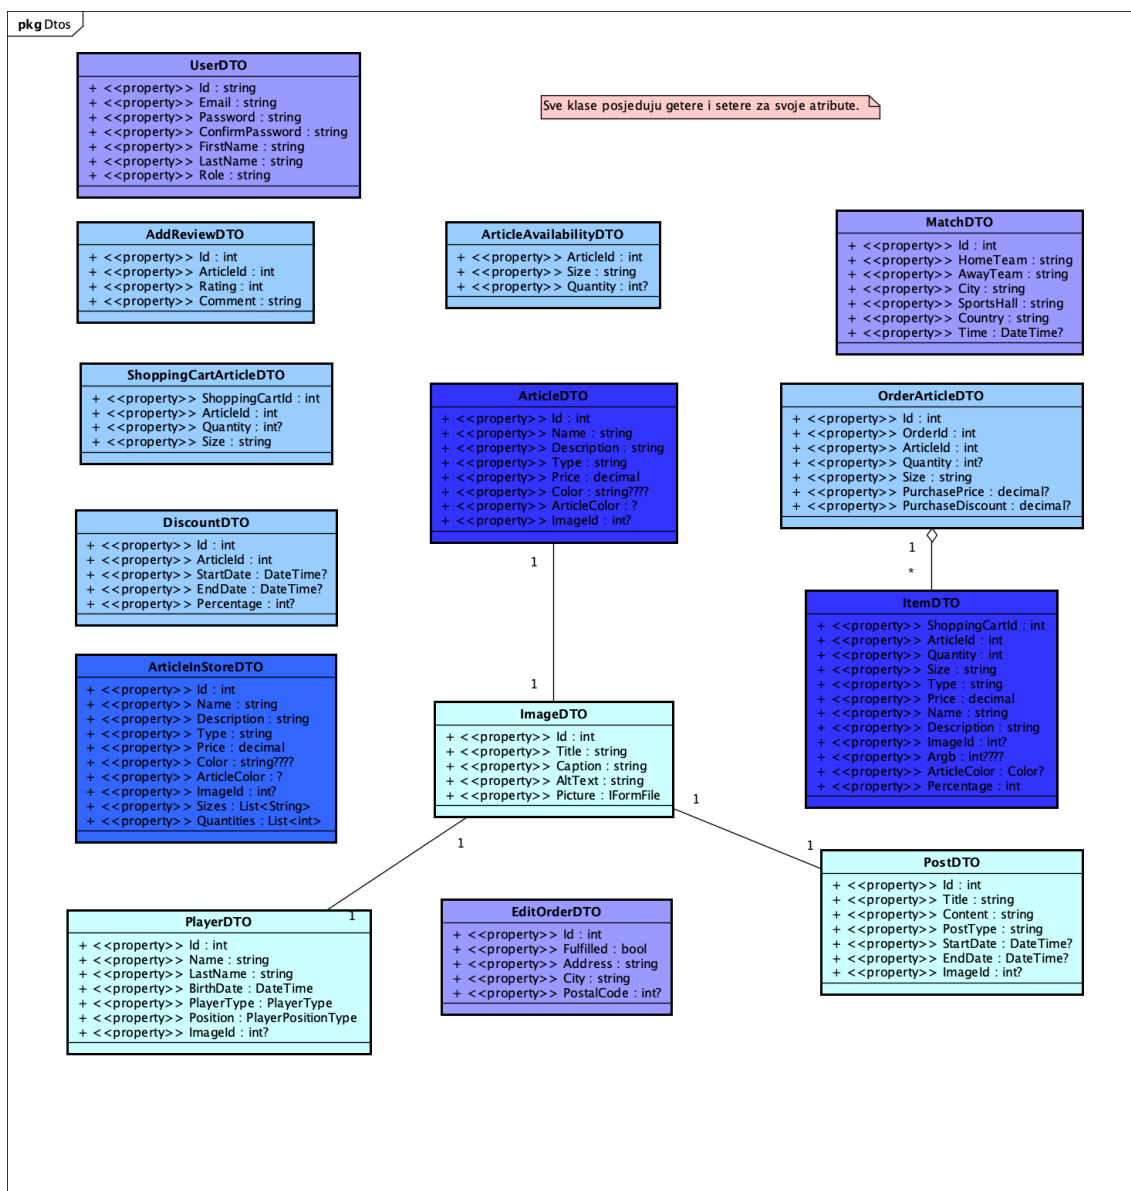 pkg Dtos
UserDTO
+ <<property>> Id : string
+ <<property>> Email : string
+ <<property>> Password : string
+ <<property>> ConfirmPassword : string
+ <<property>> FirstName : string
+ <<property>> LastName : string
+ <<property>> Role : string
Sve klase posjeduju getere i setere za svoje atribute.
AddReviewDTO
+ <<property>> Id : int
+ <<property>> ArticleId : int
+ <<property>> Rating : int
+ <<property>> Comment : string
ArticleAvailabilityDTO
+ <<property>> ArticleId : int
+ <<property>> Size : string
+ <<property>> Quantity : int?
MatchDTO
+ <<property>> Id : int
+ <<property>> HomeTeam : string
+ <<property>> AwayTeam : string
+ <<property>> City : string
+ <<property>> SportsHall : string
+ <<property>> Country : string
+ <<property>> Time : DateTime?
ShoppingCartArticleDTO
+ <<property>> ShoppingCartId : int
+ <<property>> ArticleId : int
+ <<property>> Quantity : int?
+ <<property>> Size : string
ArticleDTO
+ <<property>> Id : int
+ <<property>> Name : string
+ <<property>> Description : string
+ <<property>> Type : string
+ <<property>> Price : decimal
+ <<property>> Color : string????
+ <<property>> ArticleColor : ?
+ <<property>> ImageId : int?
OrderArticleDTO
+ <<property>> Id : int
+ <<property>> OrderId : int
+ <<property>> ArticleId : int
+ <<property>> Quantity : int?
+ <<property>> Size : string
+ <<property>> PurchasePrice : decimal?
+ <<property>> PurchaseDiscount : decimal?
DiscountDTO
+ <<property>> Id : int
+ <<property>> ArticleId : int
+ <<property>> StartDate : DateTime?
+ <<property>> EndDate : DateTime?
+ <<property>> Percentage : int?
1
1
1
*
ItemDTO
+ <<property>> ShoppingCartId : int
+ <<property>> ArticleId : int
+ <<property>> Quantity : int
+ <<property>> Size : string
+ <<property>> Type : string
+ <<property>> Price : decimal
+ <<property>> Name : string
+ <<property>> Description : string
+ <<property>> ImageId : int?
+ <<property>> Argb : int????
+ <<property>> ArticleColor : Color?
+ <<property>> Percentage : int
ArticleInStoreDTO
+ <<property>> Id : int
+ <<property>> Name : string
+ <<property>> Description : string
+ <<property>> Type : string
+ <<property>> Price : decimal
+ <<property>> Color : string????
+ <<property>> ArticleColor : ?
+ <<property>> ImageId : int?
+ <<property>> Sizes : List<String>
+ <<property>> Quantities : List<int>
ImageDTO
+ <<property>> Id : int
+ <<property>> Title : string
+ <<property>> Caption : string
+ <<property>> AltText : string
+ <<property>> Picture : IFormFile
1
1
1
1
PostDTO
+ <<property>> Id : int
+ <<property>> Title : string
+ <<property>> Content : string
+ <<property>> PostType : string
+ <<property>> StartDate : DateTime?
+ <<property>> EndDate : DateTime?
+ <<property>> ImageId : int?
PlayerDTO
+ <<property>> Id : int
+ <<property>> Name : string
+ <<property>> LastName : string
+ <<property>> BirthDate : DateTime
+ <<property>> PlayerType : PlayerType
+ <<property>> Position : PlayerPositionType
+ <<property>> ImageId : int?
EditOrderDTO
+ <<property>> Id : int
+ <<property>> Fulfilled : bool
+ <<property>> Address : string
+ <<property>> City : string
+ <<property>> PostalCode : int?